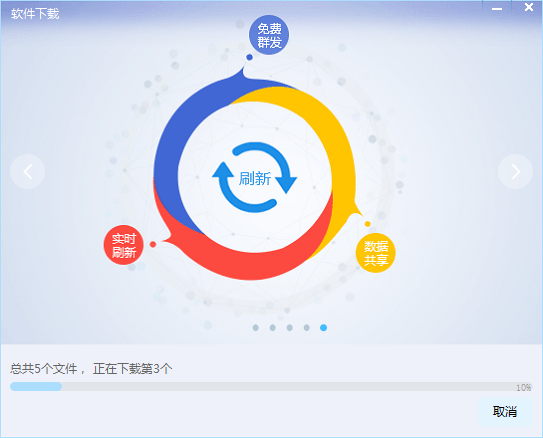 软件下载
免费
群发
刷新
实时
刷新
数据
共享
总共5个文件， 正在下载第3个
10%
取消